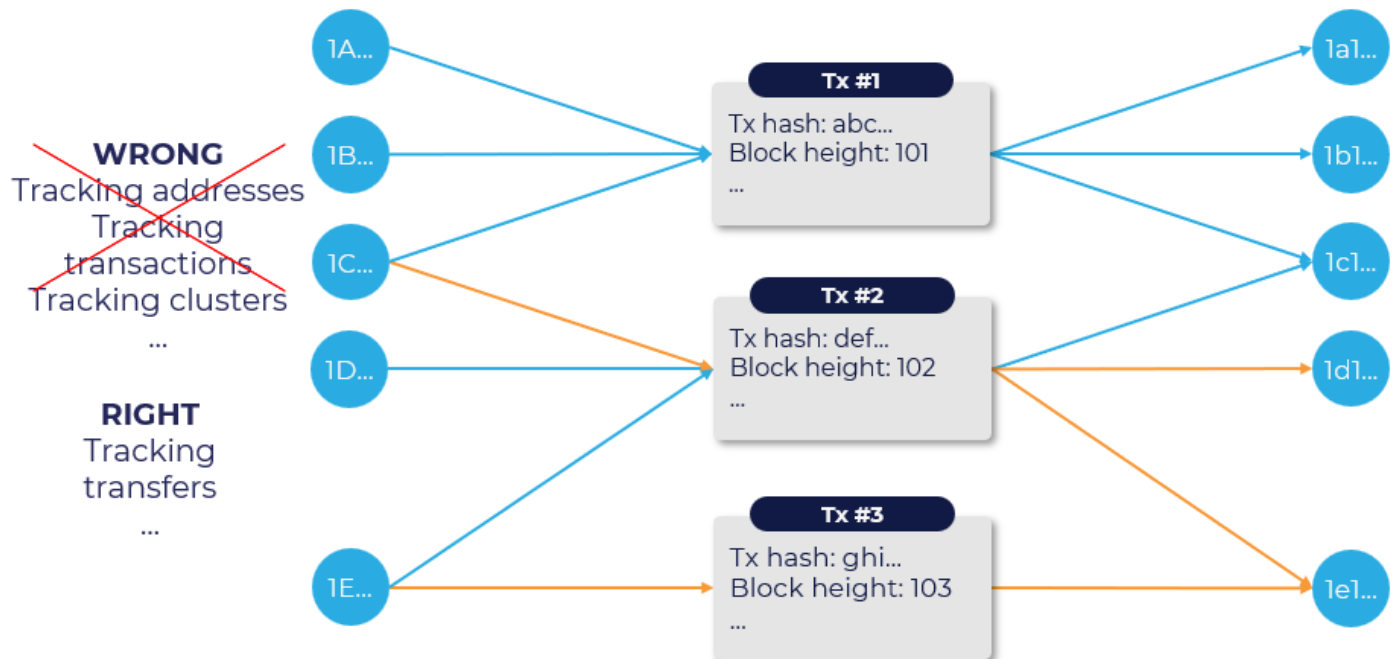 WRONG
Tracking addresses
Tracking
transactions
Tracking clusters
...
RIGHT
Tracking
transfers
...
1A...
1B...
1C...
1D...
1E...
Tx #1
Tx hash: abc...
Block height: 101
...
Tx #2
Tx hash: def...
Block height: 102
...
Tx #3
Tx hash: ghi...
Block height: 103
...
1a1...
1b1...
1c1...
1d1...
1e1...